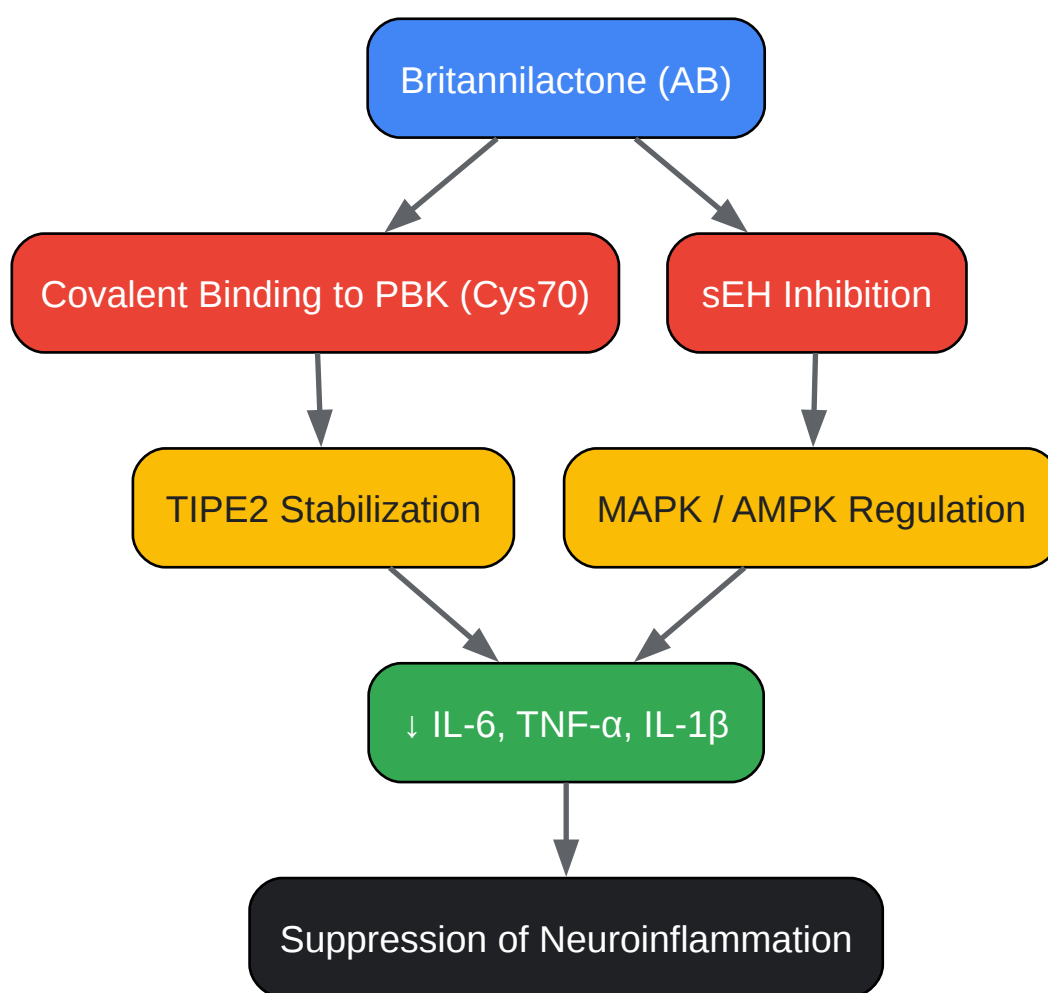 Britannilactone (AB)
Covalent Binding to PBK (Cys70)
sEH Inhibition
TIPE2 Stabilization
MAPK / AMPK Regulation
↓ IL-6, TNF-α, IL-1β
Suppression of Neuroinflammation